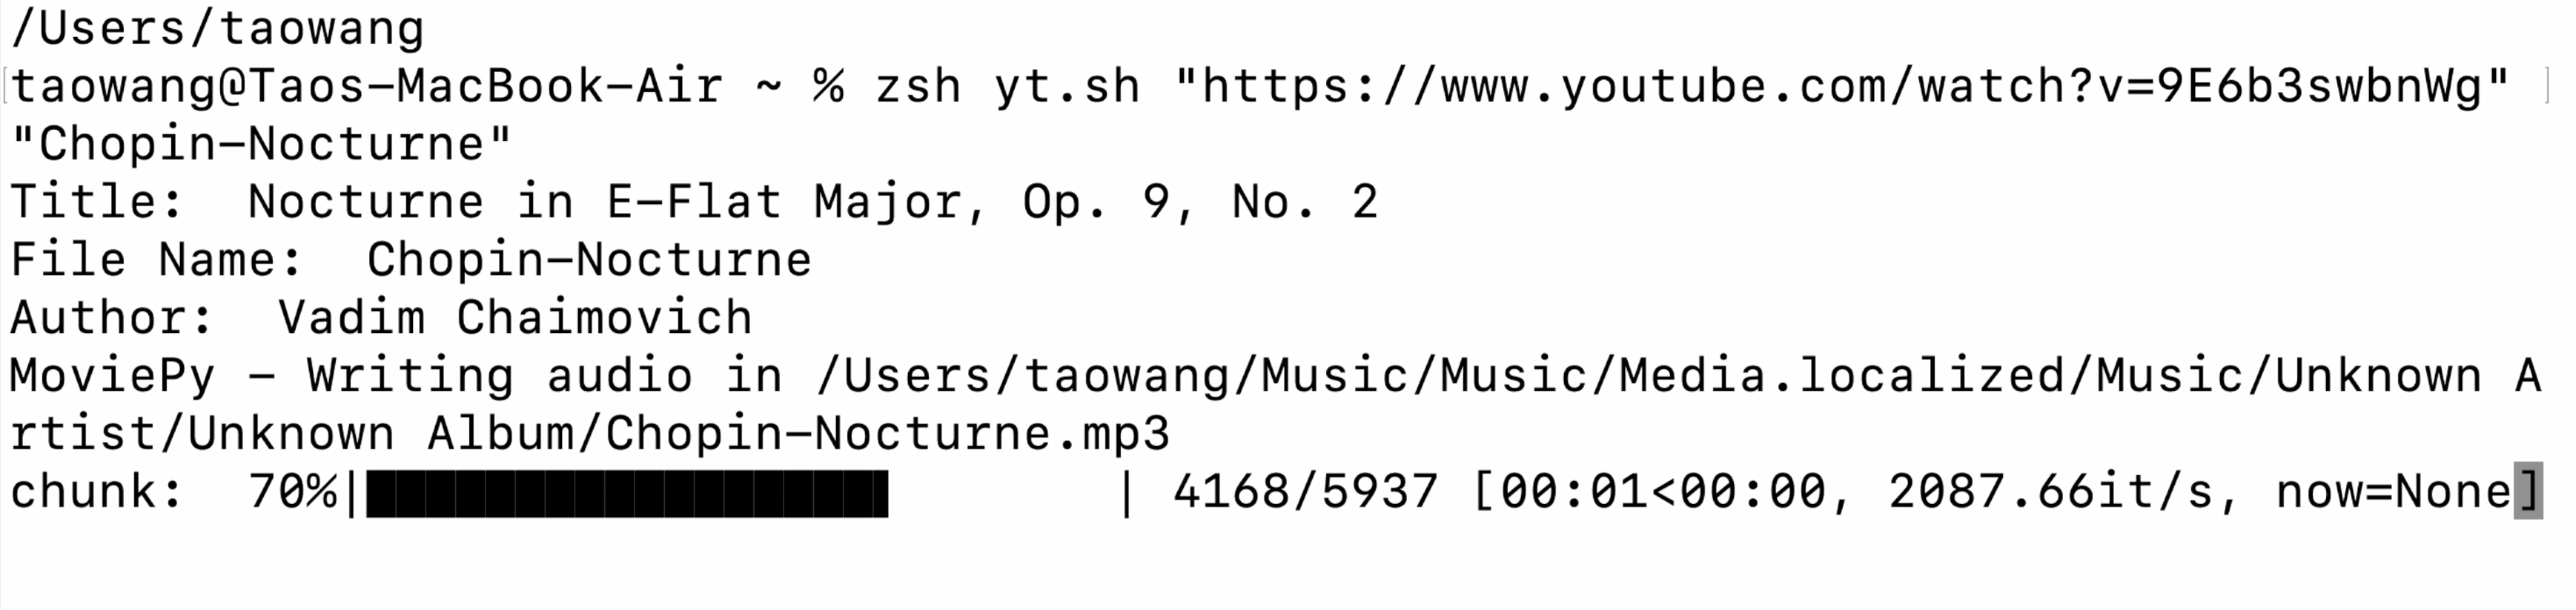 /Users/taowang
[taowang@Taos-MacBook-Air ~ % zsh yt.sh "https://www.youtube.com/watch?v=9E6b3swbnWg" ]
"Chopin-Nocturne"
Title:  Nocturne in E-Flat Major, Op. 9, No. 2
File Name:  Chopin-Nocturne
Author:  Vadim Chaimovich
MoviePy - Writing audio in /Users/taowang/Music/Music/Media.localized/Music/Unknown A
rtist/Unknown Album/Chopin-Nocturne.mp3
chunk:  70%|██████████████████        | 4168/5937 [00:01<00:00, 2087.66it/s, now=None]